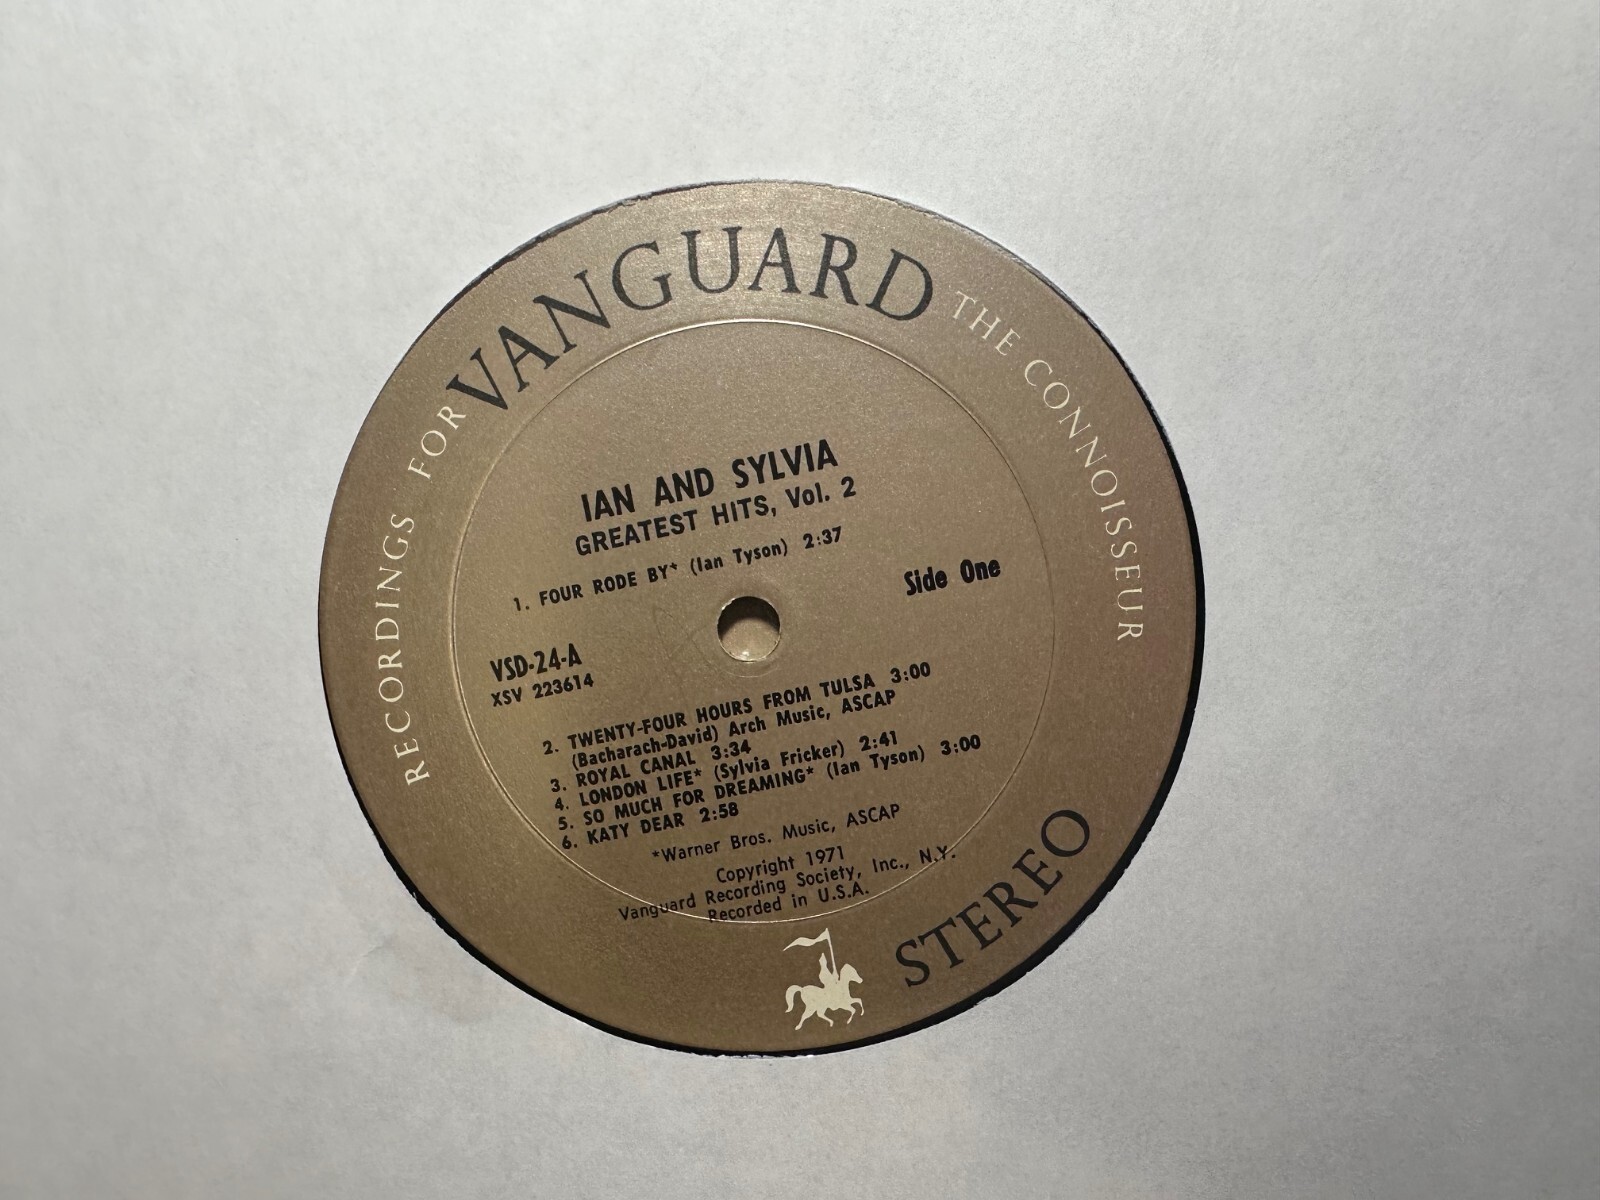 RECORDINGS FOR VANGUARD THE CONNOISSEUR
IAN AND SYLVIA
GREATEST HITS, Vol. 2
1. FOUR RODE BY* (Ian Tyson) 2:37
Side One
VSD-24-A
XSV 223614
2. TWENTY-FOUR HOURS FROM TULSA 3:00
(Bacharach-David) Arch Music, ASCAP
3. ROYAL CANAL 3:34
4. LONDON LIFE* (Sylvia Fricker) 2:41
5. SO MUCH FOR DREAMING* (Ian Tyson) 3:00
6. KATY DEAR 2:58
*Warner Bros. Music, ASCAP
Copyright 1971
Vanguard Recording Society, Inc., N.Y.
Recorded in U.S.A.
STEREO